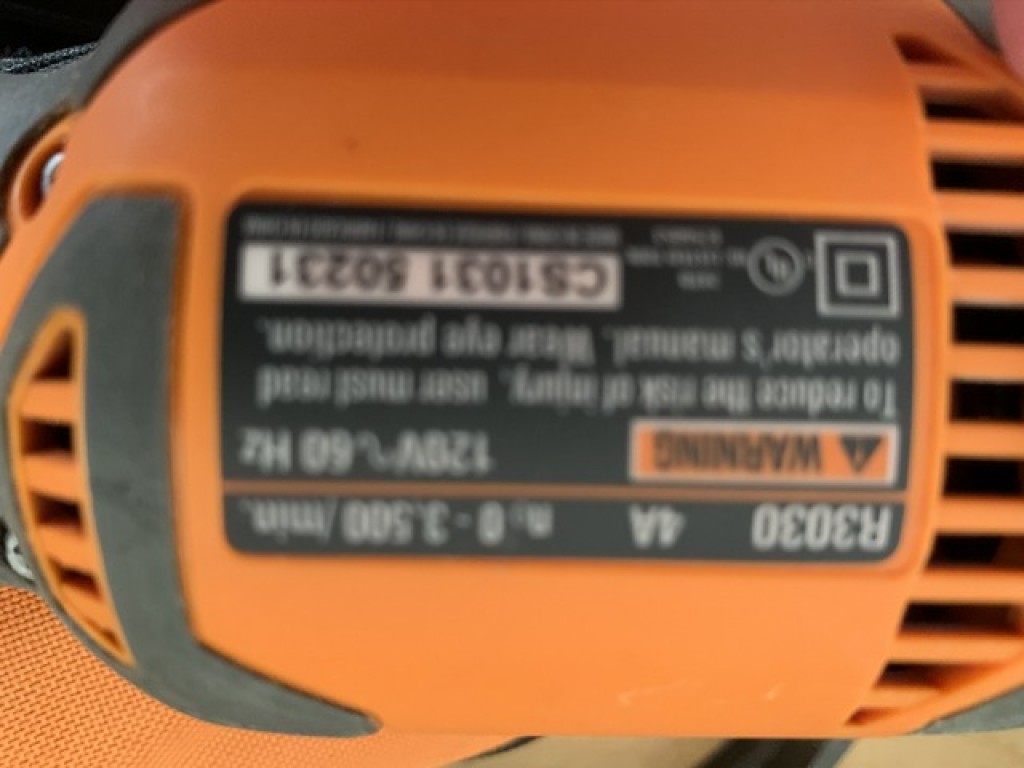 R3030 4A n₀ 0 - 3,500 /min.
⚠ WARNING 120V ∿ 60 Hz
To reduce the risk of injury, user must read
operator's manual. Wear eye protection.
UL CS1031 50231